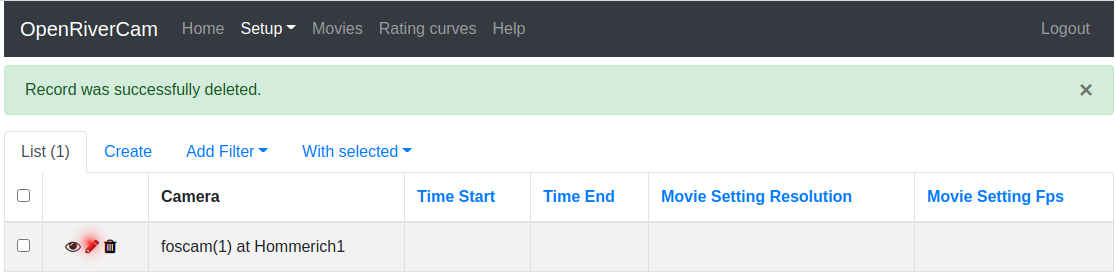 OpenRiverCam Home Setup Movies Rating curves Help Logout
Record was successfully deleted. ×
List (1) Create Add Filter With selected
Camera Time Start Time End Movie Setting Resolution Movie Setting Fps
foscam(1) at Hommerich1